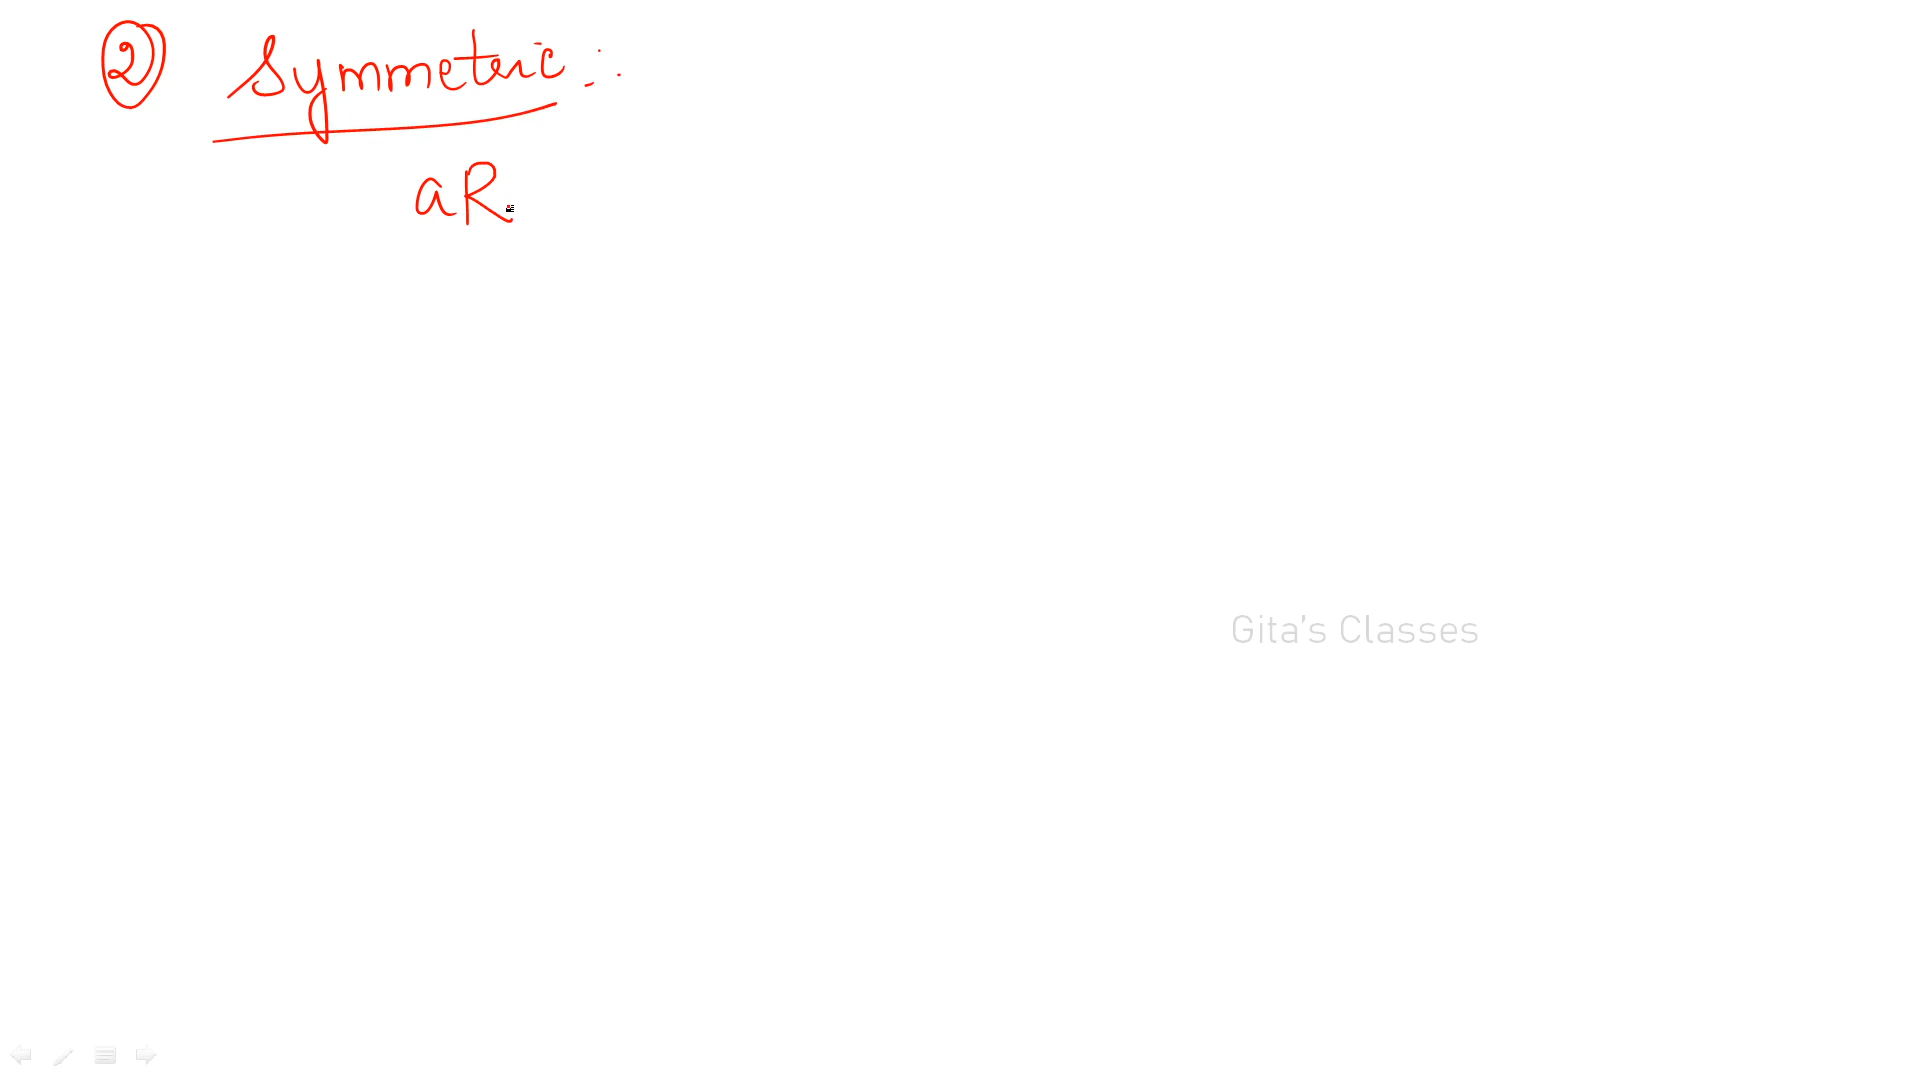 ② Symmetric :-
aR
Gita's Classes